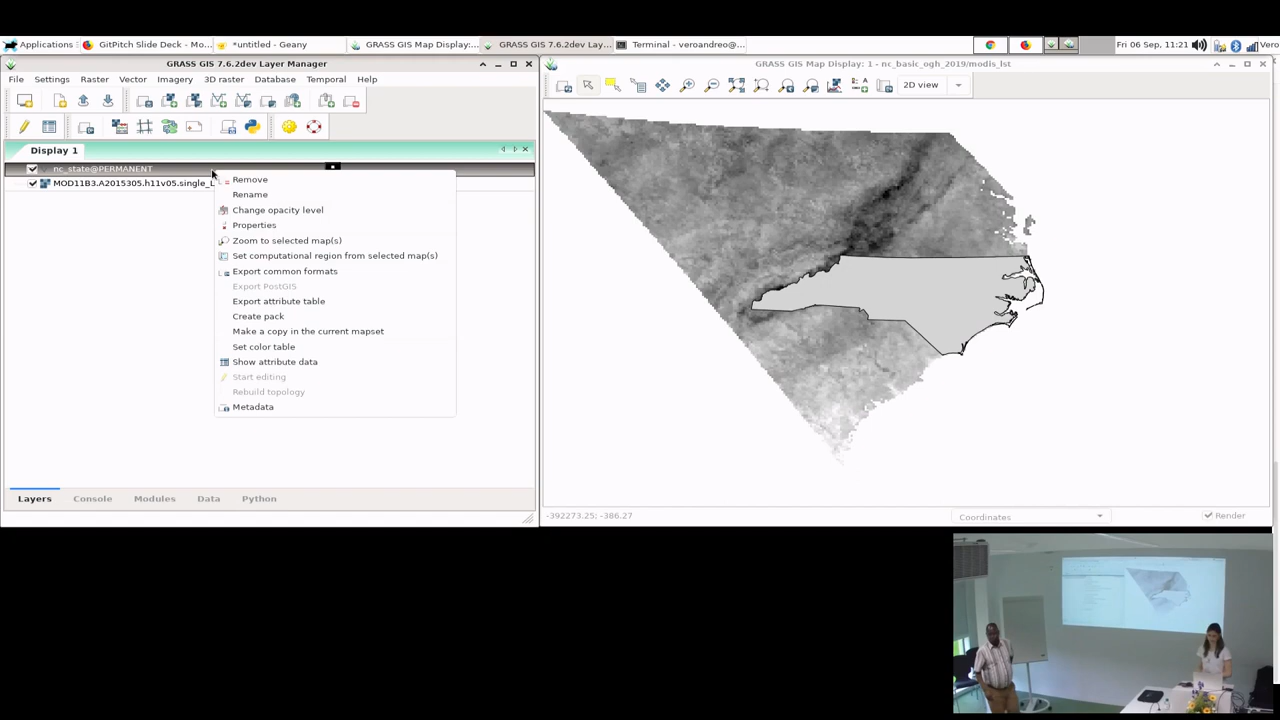 Applications
GitPitch Slide Deck - Mo...
*untitled - Geany
GRASS GIS Map Display:...
GRASS GIS 7.6.2dev Lay...
Terminal - veroandreo@...
Fri 06 Sep, 11:21
Vero
GRASS GIS 7.6.2dev Layer Manager
File Settings Raster Vector Imagery 3D raster Database Temporal Help
Display 1
nc_state@PERMANENT
MOD11B3.A2015305.h11v05.single_L
Remove
Rename
Change opacity level
Properties
Zoom to selected map(s)
Set computational region from selected map(s)
Export common formats
Export PostGIS
Export attribute table
Create pack
Make a copy in the current mapset
Set color table
Show attribute data
Start editing
Rebuild topology
Metadata
Layers Console Modules Data Python
GRASS GIS Map Display: 1 - nc_basic_ogh_2019/modis_lst
2D view
-392273.25; -386.27
Coordinates
Render